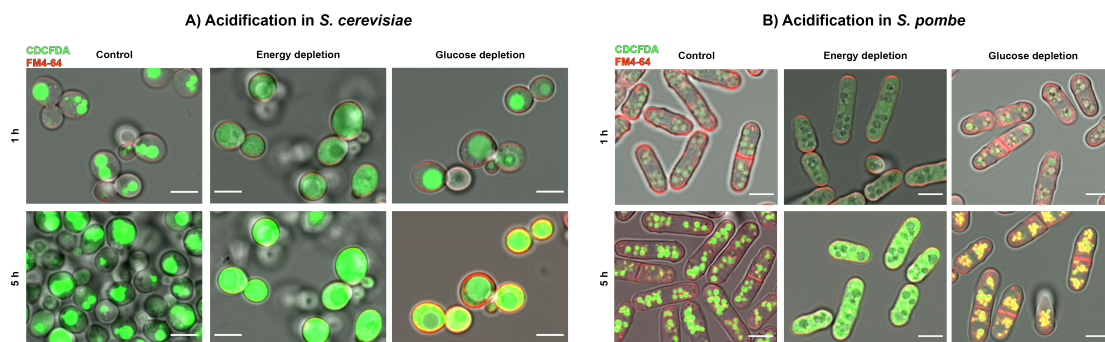 A) Acidification in S. cerevisiae
CDCFDA
FM4-64
Control
Energy depletion
Glucose depletion
1 h
5 h
B) Acidification in S. pombe
CDCFDA
FM4-64
Control
Energy depletion
Glucose depletion
1 h
5 h